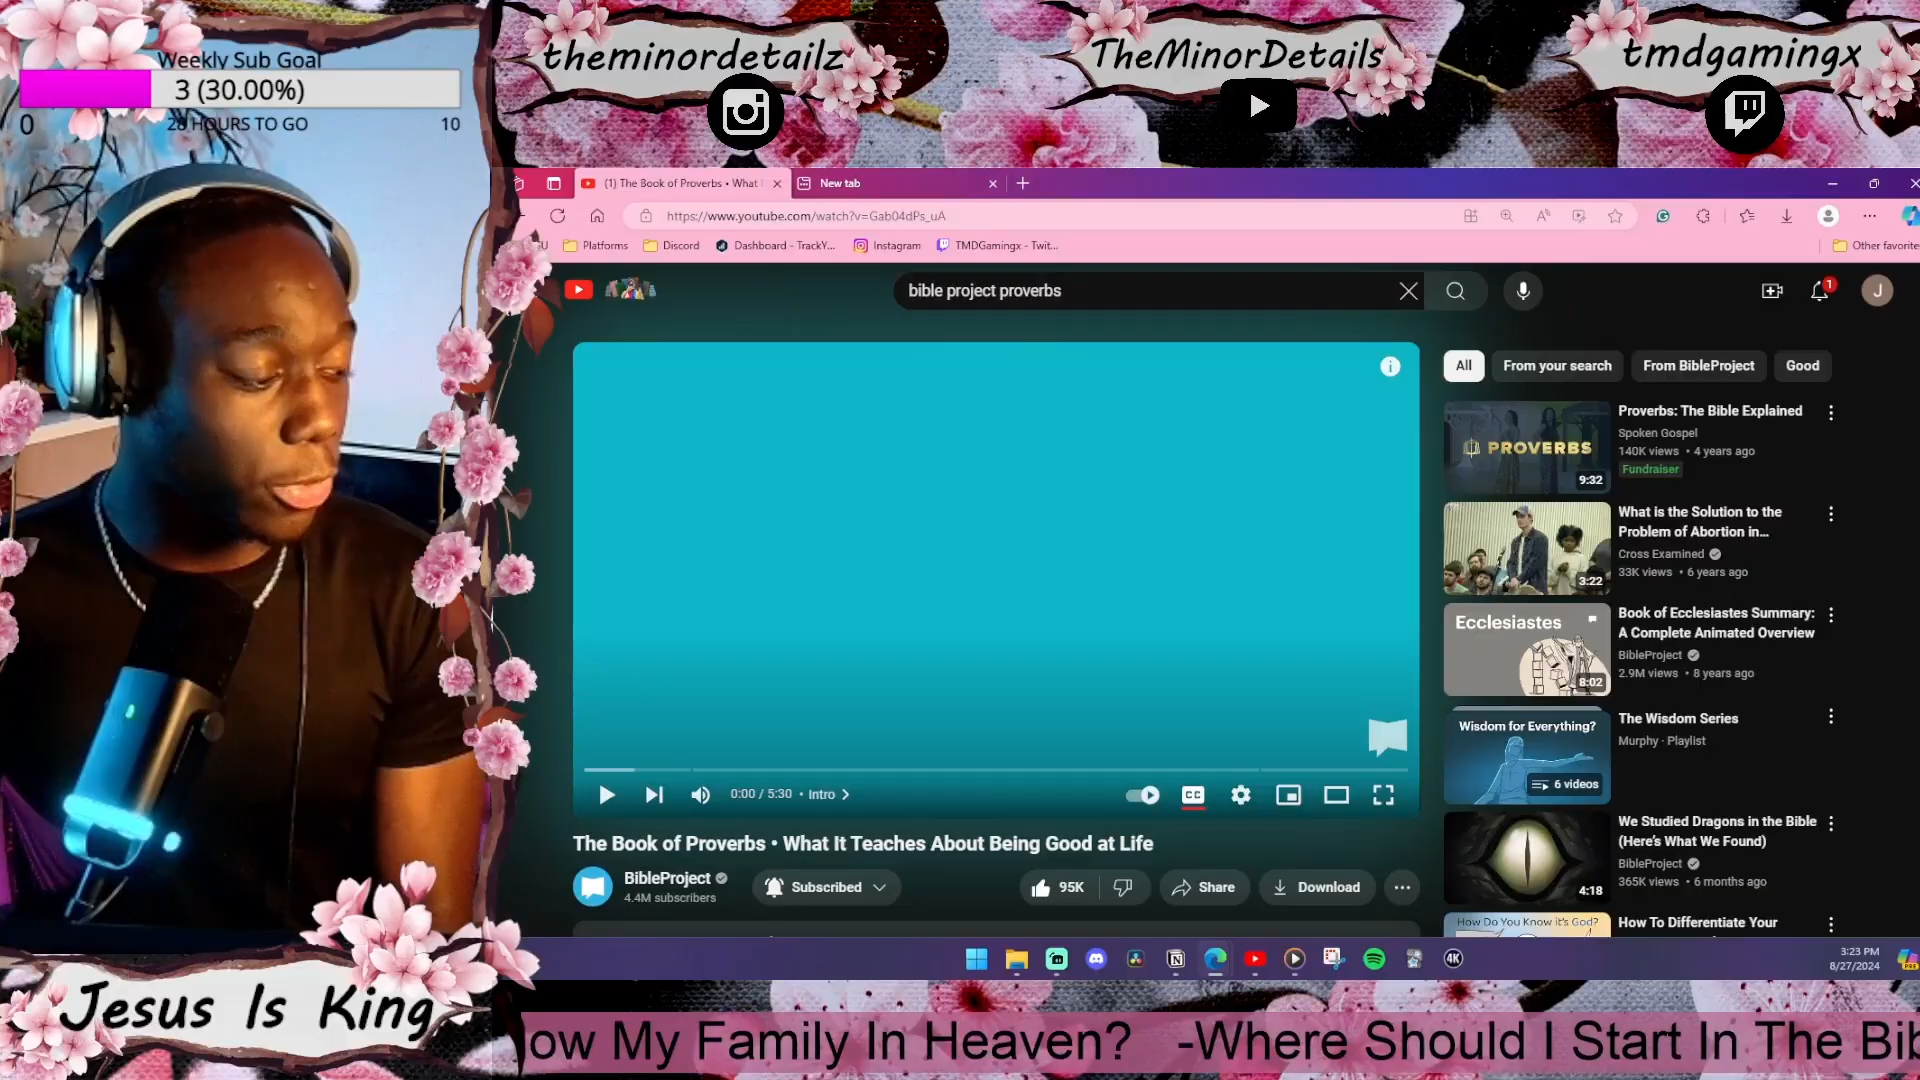 Weekly Sub Goal
3 (30.00%)
0
28 HOURS TO GO
10
theminordetailz
TheMinorDetails
tmdgamingx
(1) The Book of Proverbs • What I
New tab
https://www.youtube.com/watch?v=Gab04dPs_uA
U
Platforms
Discord
Dashboard - TrackY...
Instagram
TMDGamingx - Twit...
Other favorite
bible project proverbs
1
J
All
From your search
From BibleProject
Good
PROVERBS
9:32
Proverbs: The Bible Explained
Spoken Gospel
140K views • 4 years ago
Fundraiser
3:22
What is the Solution to the
Problem of Abortion in...
Cross Examined
33K views • 6 years ago
Ecclesiastes
8:02
Book of Ecclesiastes Summary:
A Complete Animated Overview
BibleProject
2.9M views • 8 years ago
Wisdom for Everything?
6 videos
The Wisdom Series
Murphy · Playlist
4:18
We Studied Dragons in the Bible
(Here's What We Found)
BibleProject
365K views • 6 months ago
How Do You Know it's God?
How To Differentiate Your
0:00 / 5:30 • Intro
CC
The Book of Proverbs • What It Teaches About Being Good at Life
BibleProject
4.4M subscribers
Subscribed
95K
Share
Download
4K
3:23 PM
8/27/2024
PRE
Jesus Is King
ow My Family In Heaven? -Where Should I Start In The Bib